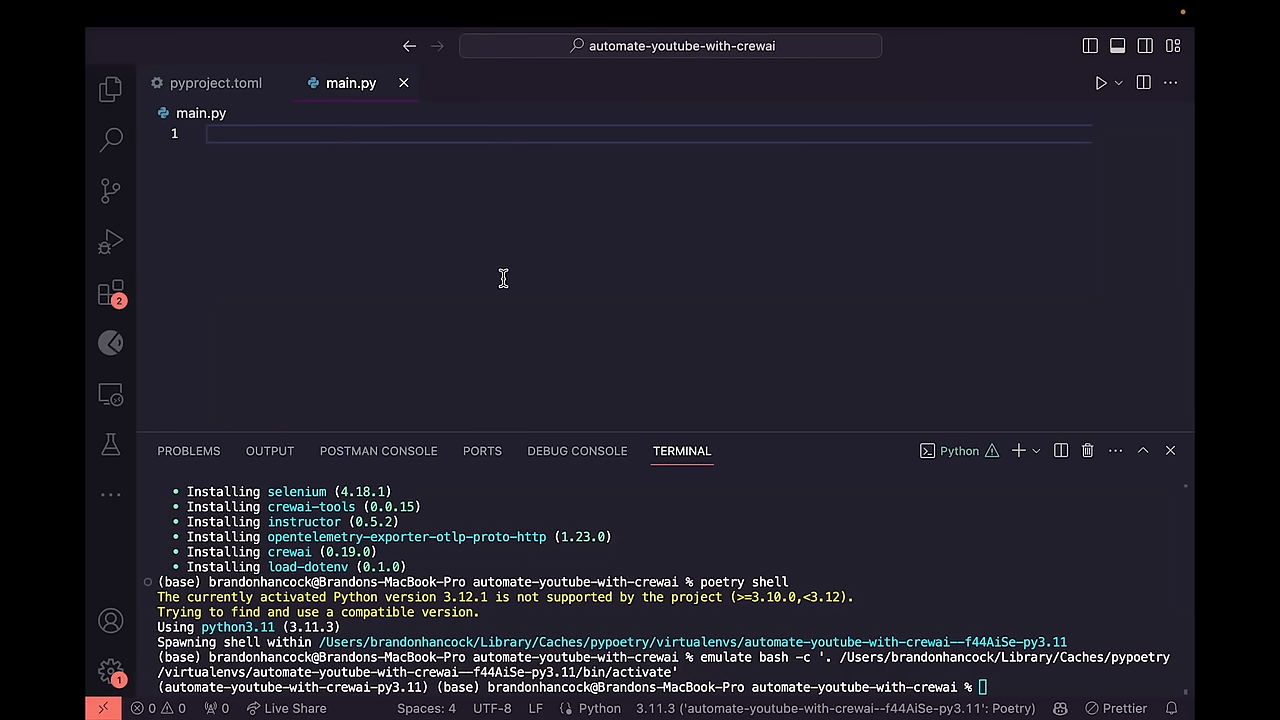 automate-youtube-with-crewai
pyproject.toml
main.py
main.py
1
2
PROBLEMS
OUTPUT
POSTMAN CONSOLE
PORTS
DEBUG CONSOLE
TERMINAL
Python
• Installing selenium (4.18.1)
• Installing crewai-tools (0.0.15)
• Installing instructor (0.5.2)
• Installing opentelemetry-exporter-otlp-proto-http (1.23.0)
• Installing crewai (0.19.0)
• Installing load-dotenv (0.1.0)
(base) brandonhancock@Brandons-MacBook-Pro automate-youtube-with-crewai % poetry shell
The currently activated Python version 3.12.1 is not supported by the project (>=3.10.0,<3.12).
Trying to find and use a compatible version.
Using python3.11 (3.11.3)
Spawning shell within /Users/brandonhancock/Library/Caches/pypoetry/virtualenvs/automate-youtube-with-crewai--f44AiSe-py3.11
(base) brandonhancock@Brandons-MacBook-Pro automate-youtube-with-crewai % emulate bash -c '. /Users/brandonhancock/Library/Caches/pypoetry
/virtualenvs/automate-youtube-with-crewai--f44AiSe-py3.11/bin/activate'
(automate-youtube-with-crewai-py3.11) (base) brandonhancock@Brandons-MacBook-Pro automate-youtube-with-crewai %
1
0 0
0
Live Share
Spaces: 4
UTF-8
LF
Python
3.11.3 ('automate-youtube-with-crewai--f44AiSe-py3.11': Poetry)
Prettier